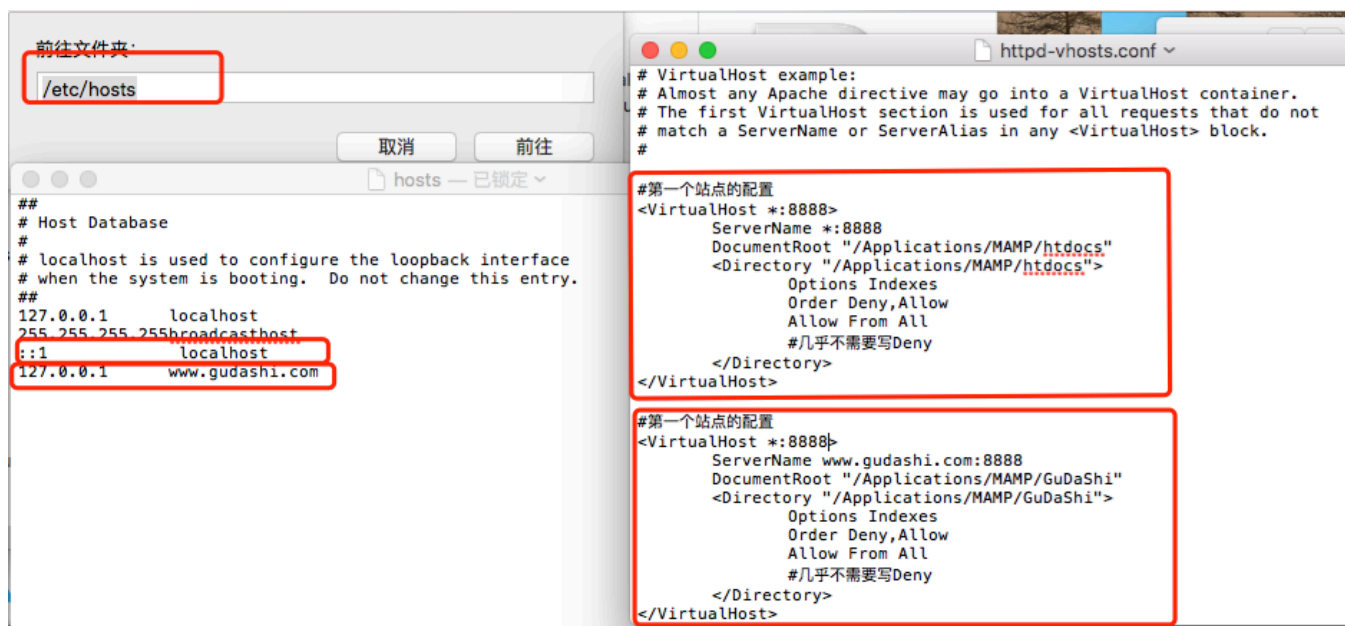 前往文件夹:
/etc/hosts
取消
前往
hosts — 已锁定
##
# Host Database
#
# localhost is used to configure the loopback interface
# when the system is booting.  Do not change this entry.
##
127.0.0.1       localhost
255.255.255.255broadcasthost
::1             localhost
127.0.0.1       www.gudashi.com
httpd-vhosts.conf
# VirtualHost example:
# Almost any Apache directive may go into a VirtualHost container.
# The first VirtualHost section is used for all requests that do not
# match a ServerName or ServerAlias in any <VirtualHost> block.
#
#第一个站点的配置
<VirtualHost *:8888>
ServerName *:8888
DocumentRoot "/Applications/MAMP/htdocs"
<Directory "/Applications/MAMP/htdocs">
Options Indexes
Order Deny,Allow
Allow From All
#几乎不需要写Deny
</Directory>
</VirtualHost>
#第一个站点的配置
<VirtualHost *:8888>
ServerName www.gudashi.com:8888
DocumentRoot "/Applications/MAMP/GuDaShi"
<Directory "/Applications/MAMP/GuDaShi">
Options Indexes
Order Deny,Allow
Allow From All
#几乎不需要写Deny
</Directory>
</VirtualHost>